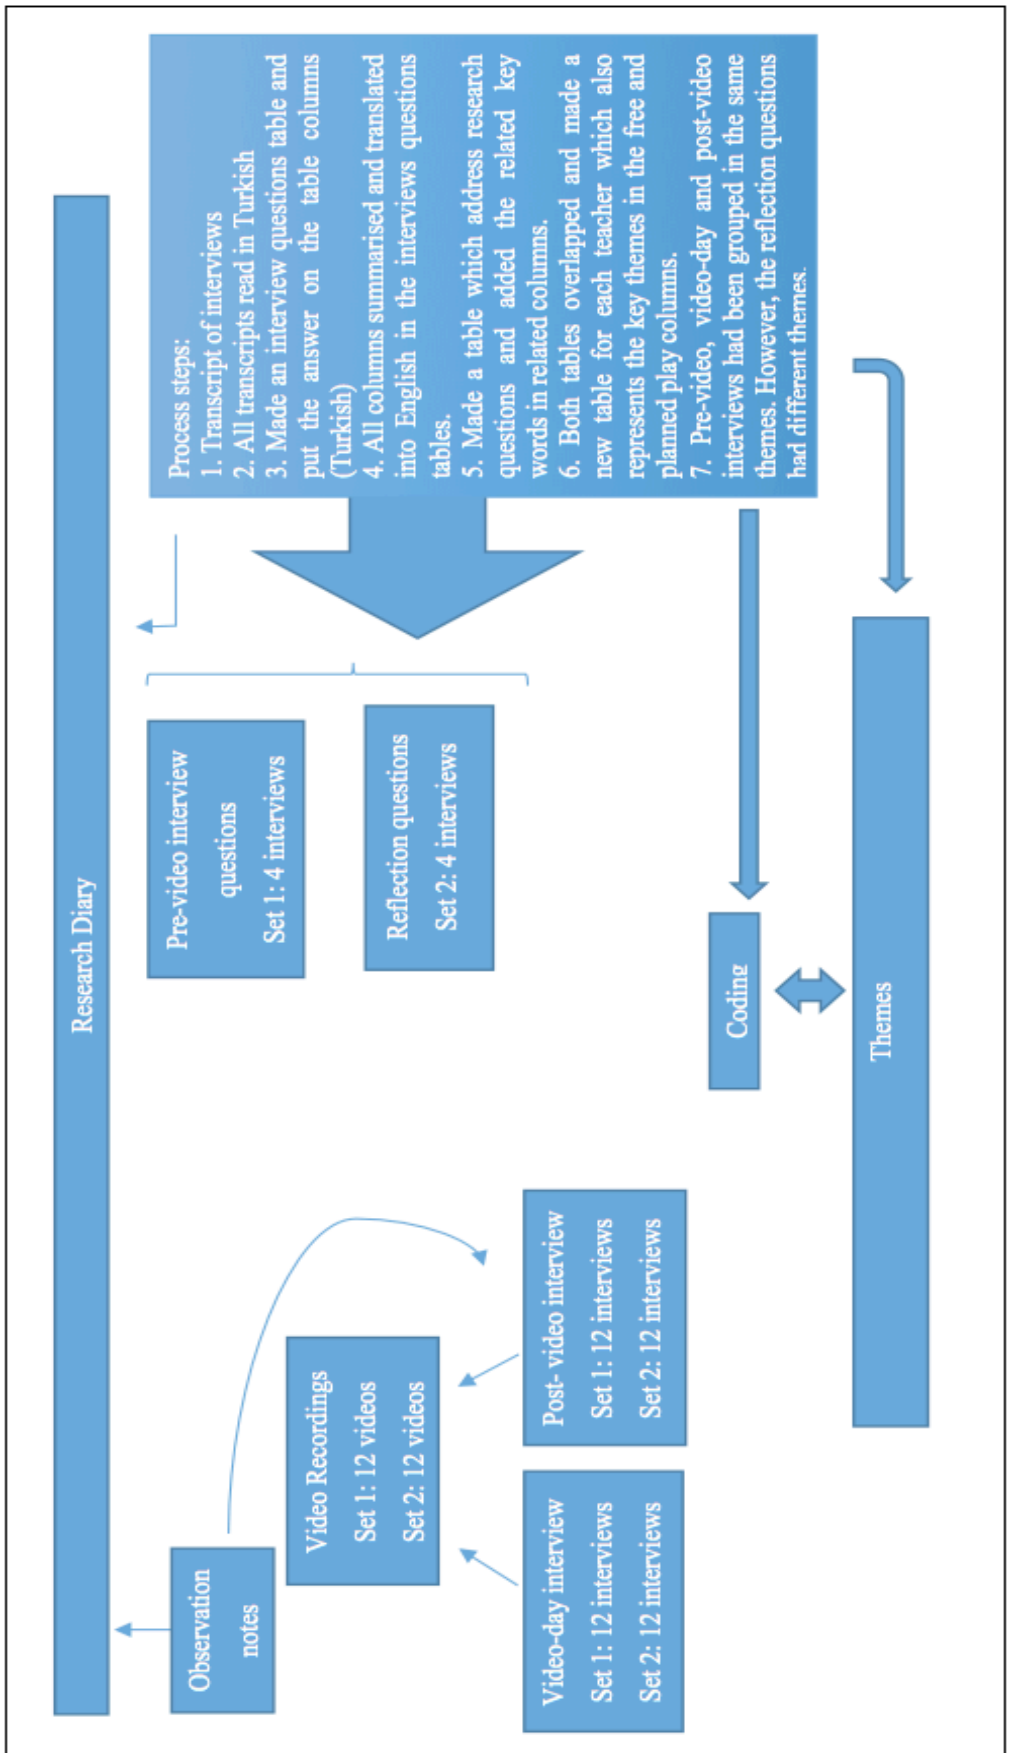 Research Diary
Observation
notes
Video Recordings
Set 1: 12 videos
Set 2: 12 videos
Video-day interview
Set 1: 12 interviews
Set 2: 12 interviews
Post- video interview
Set 1: 12 interviews
Set 2: 12 interviews
Pre-video interview
questions
Set 1: 4 interviews
Reflection questions
Set 2: 4 interviews
Process steps:
1. Transcript of interviews
2. All transcripts read in Turkish
3. Made an interview questions table and
put the answer on the table columns
(Turkish)
4. All columns summarised and translated
into English in the interviews questions
tables.
5. Made a table which address research
questions and added the related key
words in related columns.
6. Both tables overlapped and made a
new table for each teacher which also
represents the key themes in the free and
planned play columns.
7. Pre-video, video-day and post-video
interviews had been grouped in the same
themes. However, the reflection questions
had different themes.
Coding
Themes